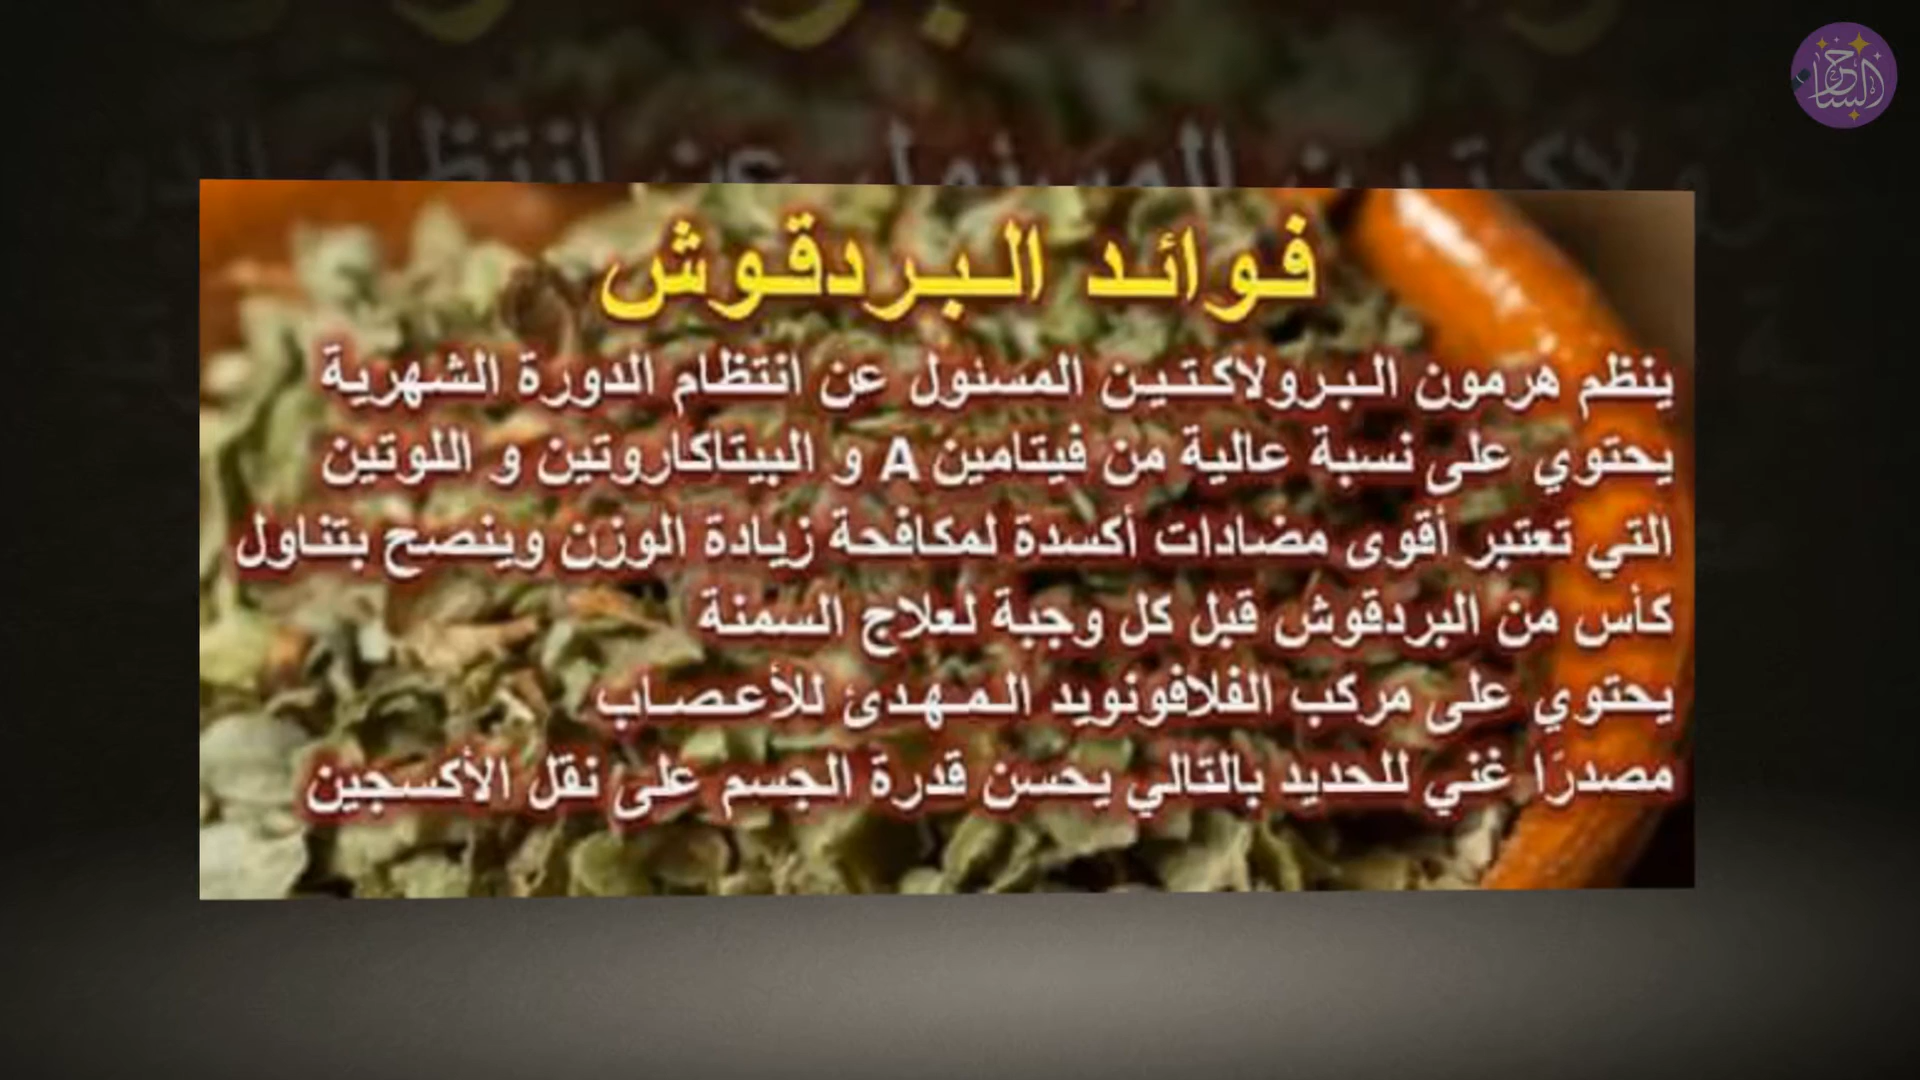 الساحر
فوائد البردقوش
ينظم هرمون البرولاكتين المسئول عن انتظام الدورة الشهرية
يحتوي على نسبة عالية من فيتامين A و البيتاكاروتين و اللوتين
التي تعتبر أقوى مضادات أكسدة لمكافحة زيادة الوزن وينصح بتناول
كأس من البردقوش قبل كل وجبة لعلاج السمنة
يحتوي على مركب الفلافونويد المهدئ للأعصاب
مصدرًا غني للحديد بالتالي يحسن قدرة الجسم على نقل الأكسجين